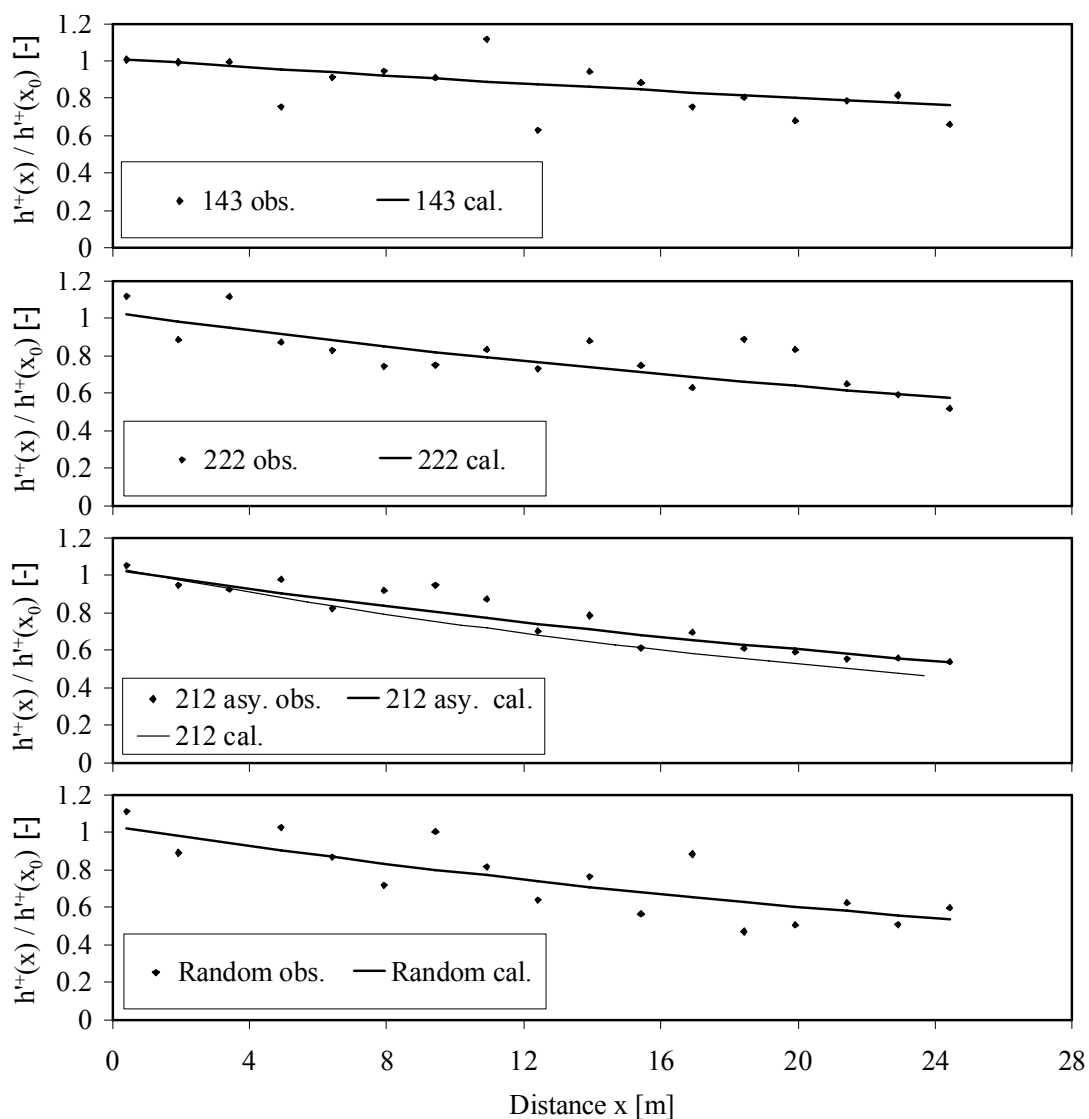 1.2
1
0.8
0.6
0.4
0.2
0
h'+(x) / h'+(x0) [-]
143 obs. 143 cal.
1.2
1
0.8
0.6
0.4
0.2
0
h'+(x) / h'+(x0) [-]
222 obs. 222 cal.
1.2
1
0.8
0.6
0.4
0.2
0
h'+(x) / h'+(x0) [-]
212 asy. obs. 212 asy. cal.
212 cal.
1.2
1
0.8
0.6
0.4
0.2
0
h'+(x) / h'+(x0) [-]
Random obs. Random cal.
0 4 8 12 16 20 24 28
Distance x [m]